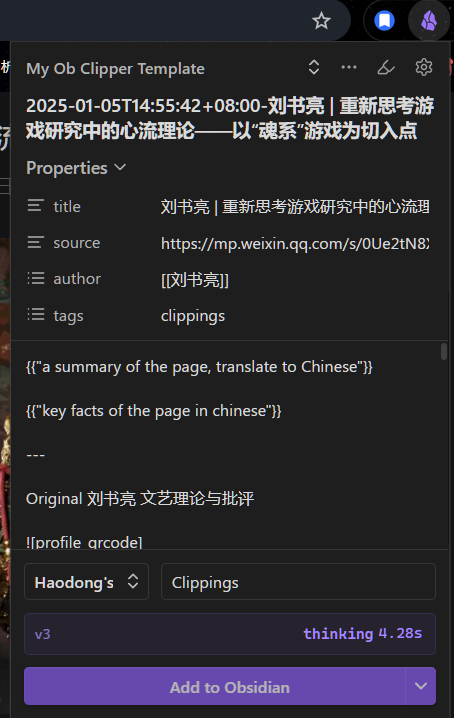 My Ob Clipper Template
2025-01-05T14:55:42+08:00-刘书亮 | 重新思考游
戏研究中的心流理论——以“魂系”游戏为切入点
Properties
title 刘书亮 | 重新思考游戏研究中的心流理
source https://mp.weixin.qq.com/s/0Ue2tN8X
author [[刘书亮]]
tags clippings
{{"a summary of the page, translate to Chinese"}}
{{"key facts of the page in chinese"}}
---
Original 刘书亮 文艺理论与批评
![profile_qrcode]
Haodong's Clippings
v3 thinking 4.28s
Add to Obsidian